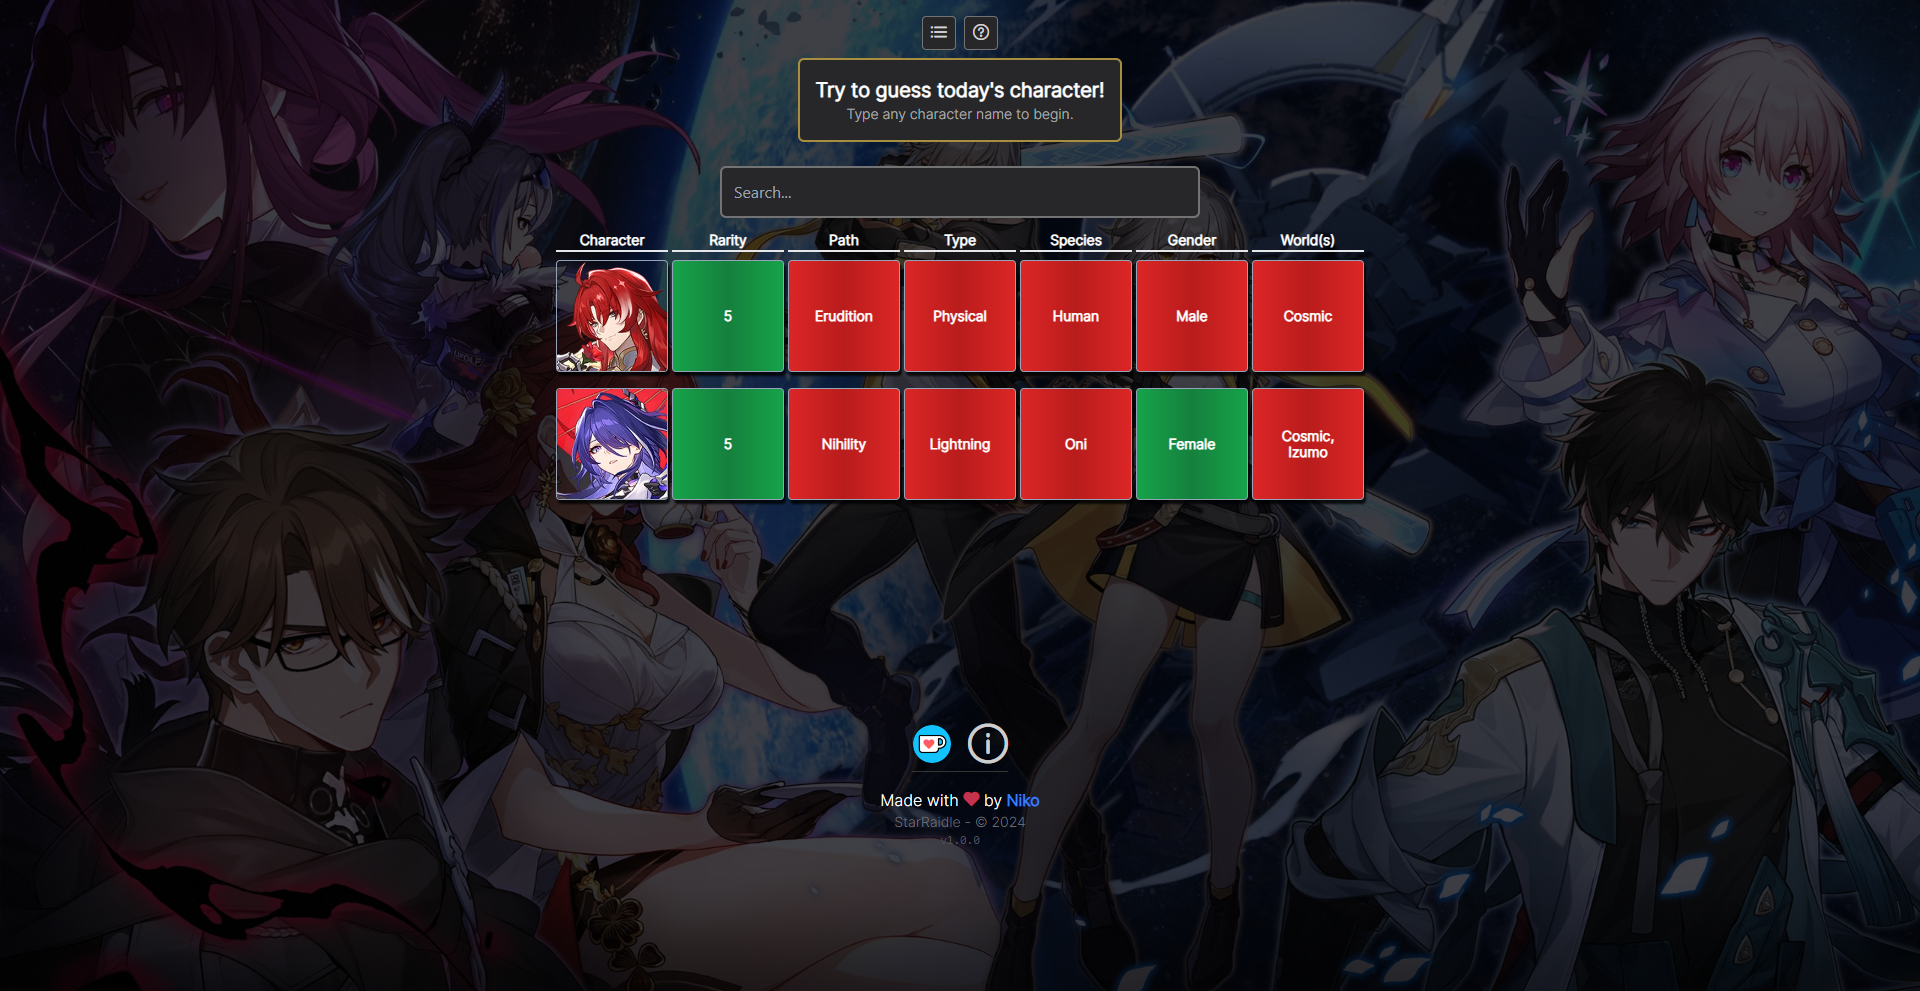 Try to guess today's character!
Type any character name to begin.
Search...
Character Rarity Path Type Species Gender World(s)
5 Erudition Physical Human Male Cosmic
5 Nihility Lightning Oni Female Cosmic,
Izumo
Made with by Niko
StarRaidle - © 2024
v1.0.0